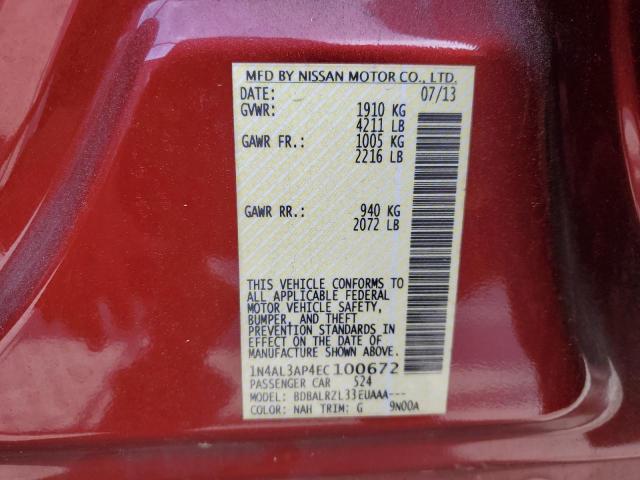 MFD BY NISSAN MOTOR CO., LTD.
DATE: 07/13
GVWR: 1910 KG
4211 LB
GAWR FR.: 1005 KG
2216 LB
GAWR RR.: 940 KG
2072 LB
THIS VEHICLE CONFORMS TO
ALL APPLICABLE FEDERAL
MOTOR VEHICLE SAFETY,
BUMPER, AND THEFT
PREVENTION STANDARDS IN
EFFECT ON THE DATE OF
MANUFACTURE SHOWN ABOVE.
1N4AL3AP4EC100672
PASSENGER CAR S24
MODEL: BDBALRZL33EUAAA---
COLOR: NAH TRIM: G 9N00A